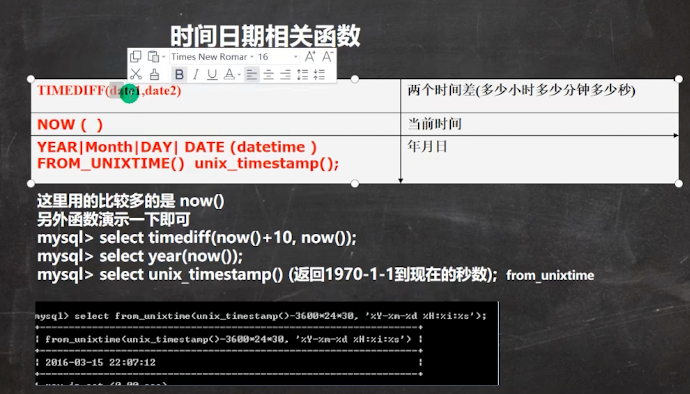 时间日期相关函数
Times New Romar 16 A+ A-
B I U A
TIMEDIFF(date1,date2) 两个时间差(多少小时多少分钟多少秒)
NOW ( ) 当前时间
YEAR|Month|DAY| DATE (datetime ) 年月日
FROM_UNIXTIME() unix_timestamp();
这里用的比较多的是 now()
另外函数演示一下即可
mysql> select timediff(now()+10, now());
mysql> select year(now());
mysql> select unix_timestamp() (返回1970-1-1到现在的秒数); from_unixtime
mysql> select from_unixtime(unix_timestamp()-3600*24*30, '%Y-%m-%d %H:%i:%s');
| from_unixtime(unix_timestamp()-3600*24*30, '%Y-%m-%d %H:%i:%s') |
| 2016-03-15 22:07:12 |